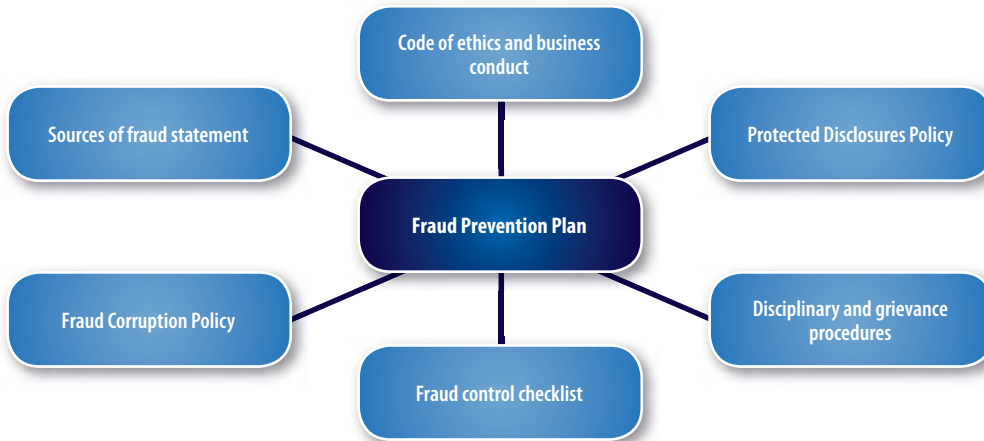 Code of ethics and business
conduct
Sources of fraud statement
Protected Disclosures Policy
Fraud Prevention Plan
Fraud Corruption Policy
Disciplinary and grievance
procedures
Fraud control checklist